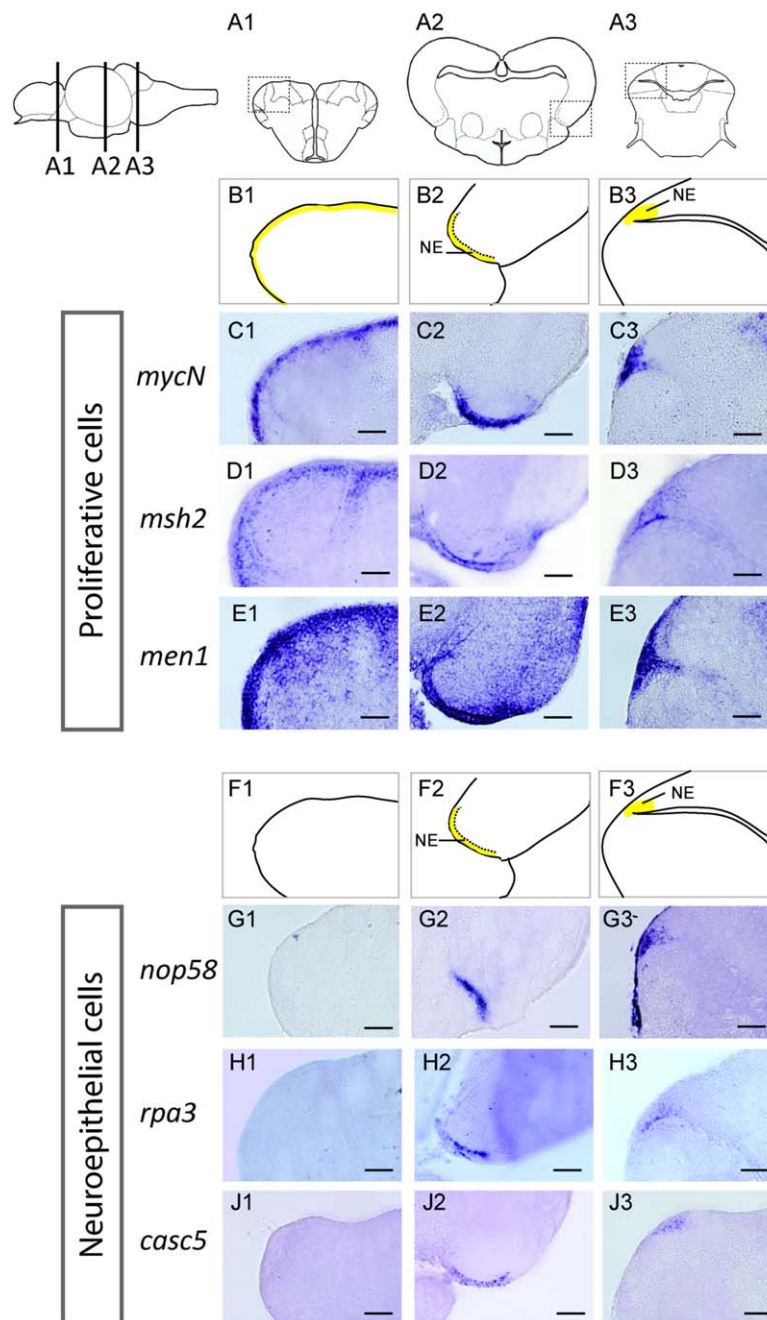 A1 A2 A3
A1 A2 A3
B1 B2 B3
NE
NE
Proliferative cells
mycN
C1 C2 C3
msh2
D1 D2 D3
men1
E1 E2 E3
F1 F2 F3
NE
NE
Neuroepithelial cells
nop58
G1 G2 G3-
rpa3
H1 H2 H3
casc5
J1 J2 J3